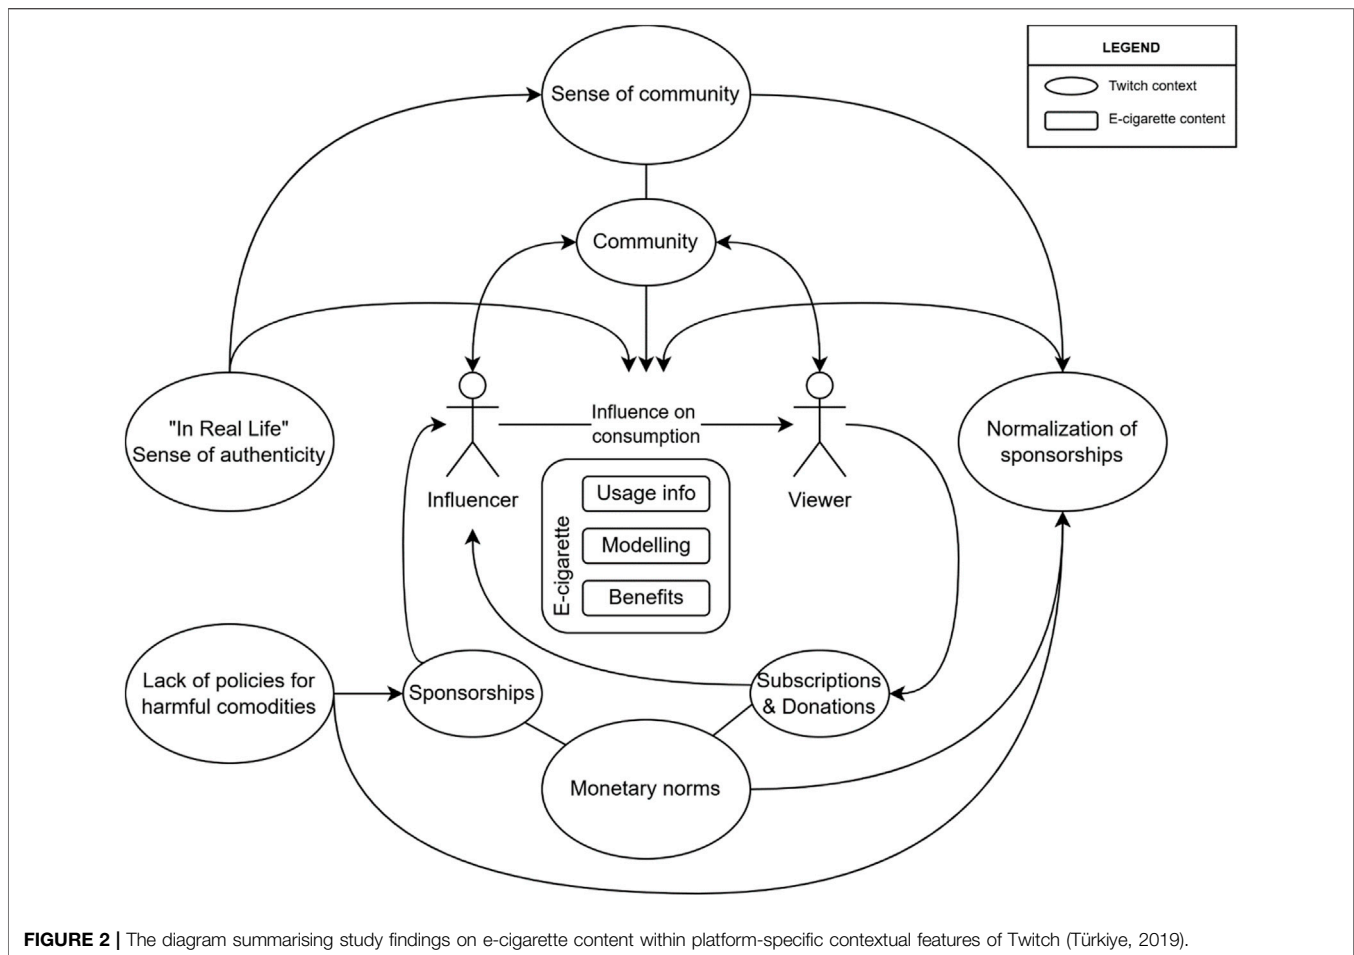 LEGEND
Twitch context
E-cigarette content
Sense of community
Community
"In Real Life"
Sense of authenticity
Influence on
consumption
Influencer
Viewer
Normalization of
sponsorships
E-cigarette
Usage info
Modelling
Benefits
Lack of policies for
harmful comodities
Sponsorships
Subscriptions
& Donations
Monetary norms
FIGURE 2 | The diagram summarising study findings on e-cigarette content within platform-specific contextual features of Twitch (Türkiye, 2019).